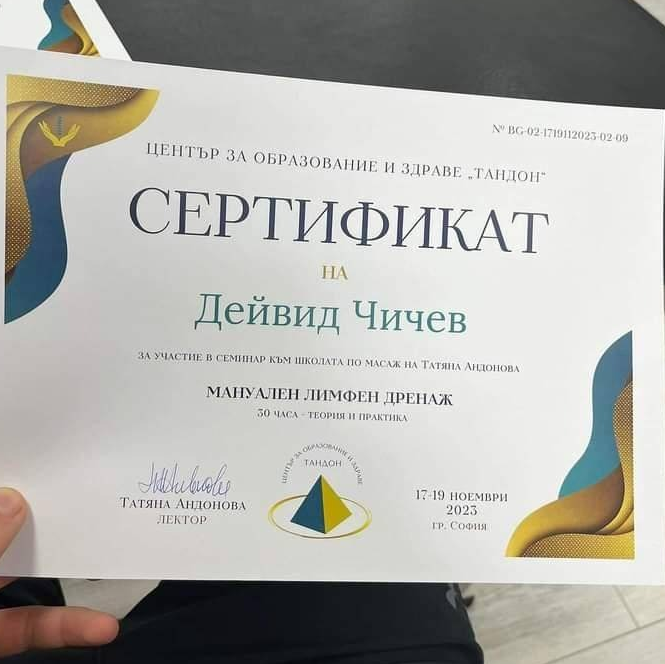 № BG-02-1719112023-02-09
ЦЕНТЪР ЗА ОБРАЗОВАНИЕ И ЗДРАВЕ „ТАНДОН“
СЕРТИФИКАТ
НА
Дейвид Чичев
ЗА УЧАСТИЕ В СЕМИНАР КЪМ ШКОЛАТА ПО МАСАЖ НА ТАТЯНА АНДОНОВА
МАНУАЛЕН ЛИМФЕН ДРЕНАЖ
30 ЧАСА - ТЕОРИЯ И ПРАКТИКА
ЦЕНТЪР ЗА ОБРАЗОВАНИЕ И ЗДРАВЕ
ТАНДОН
ТАТЯНА АНДОНОВА
ЛЕКТОР
17-19 НОЕМВРИ
2023
ГР. СОФИЯ